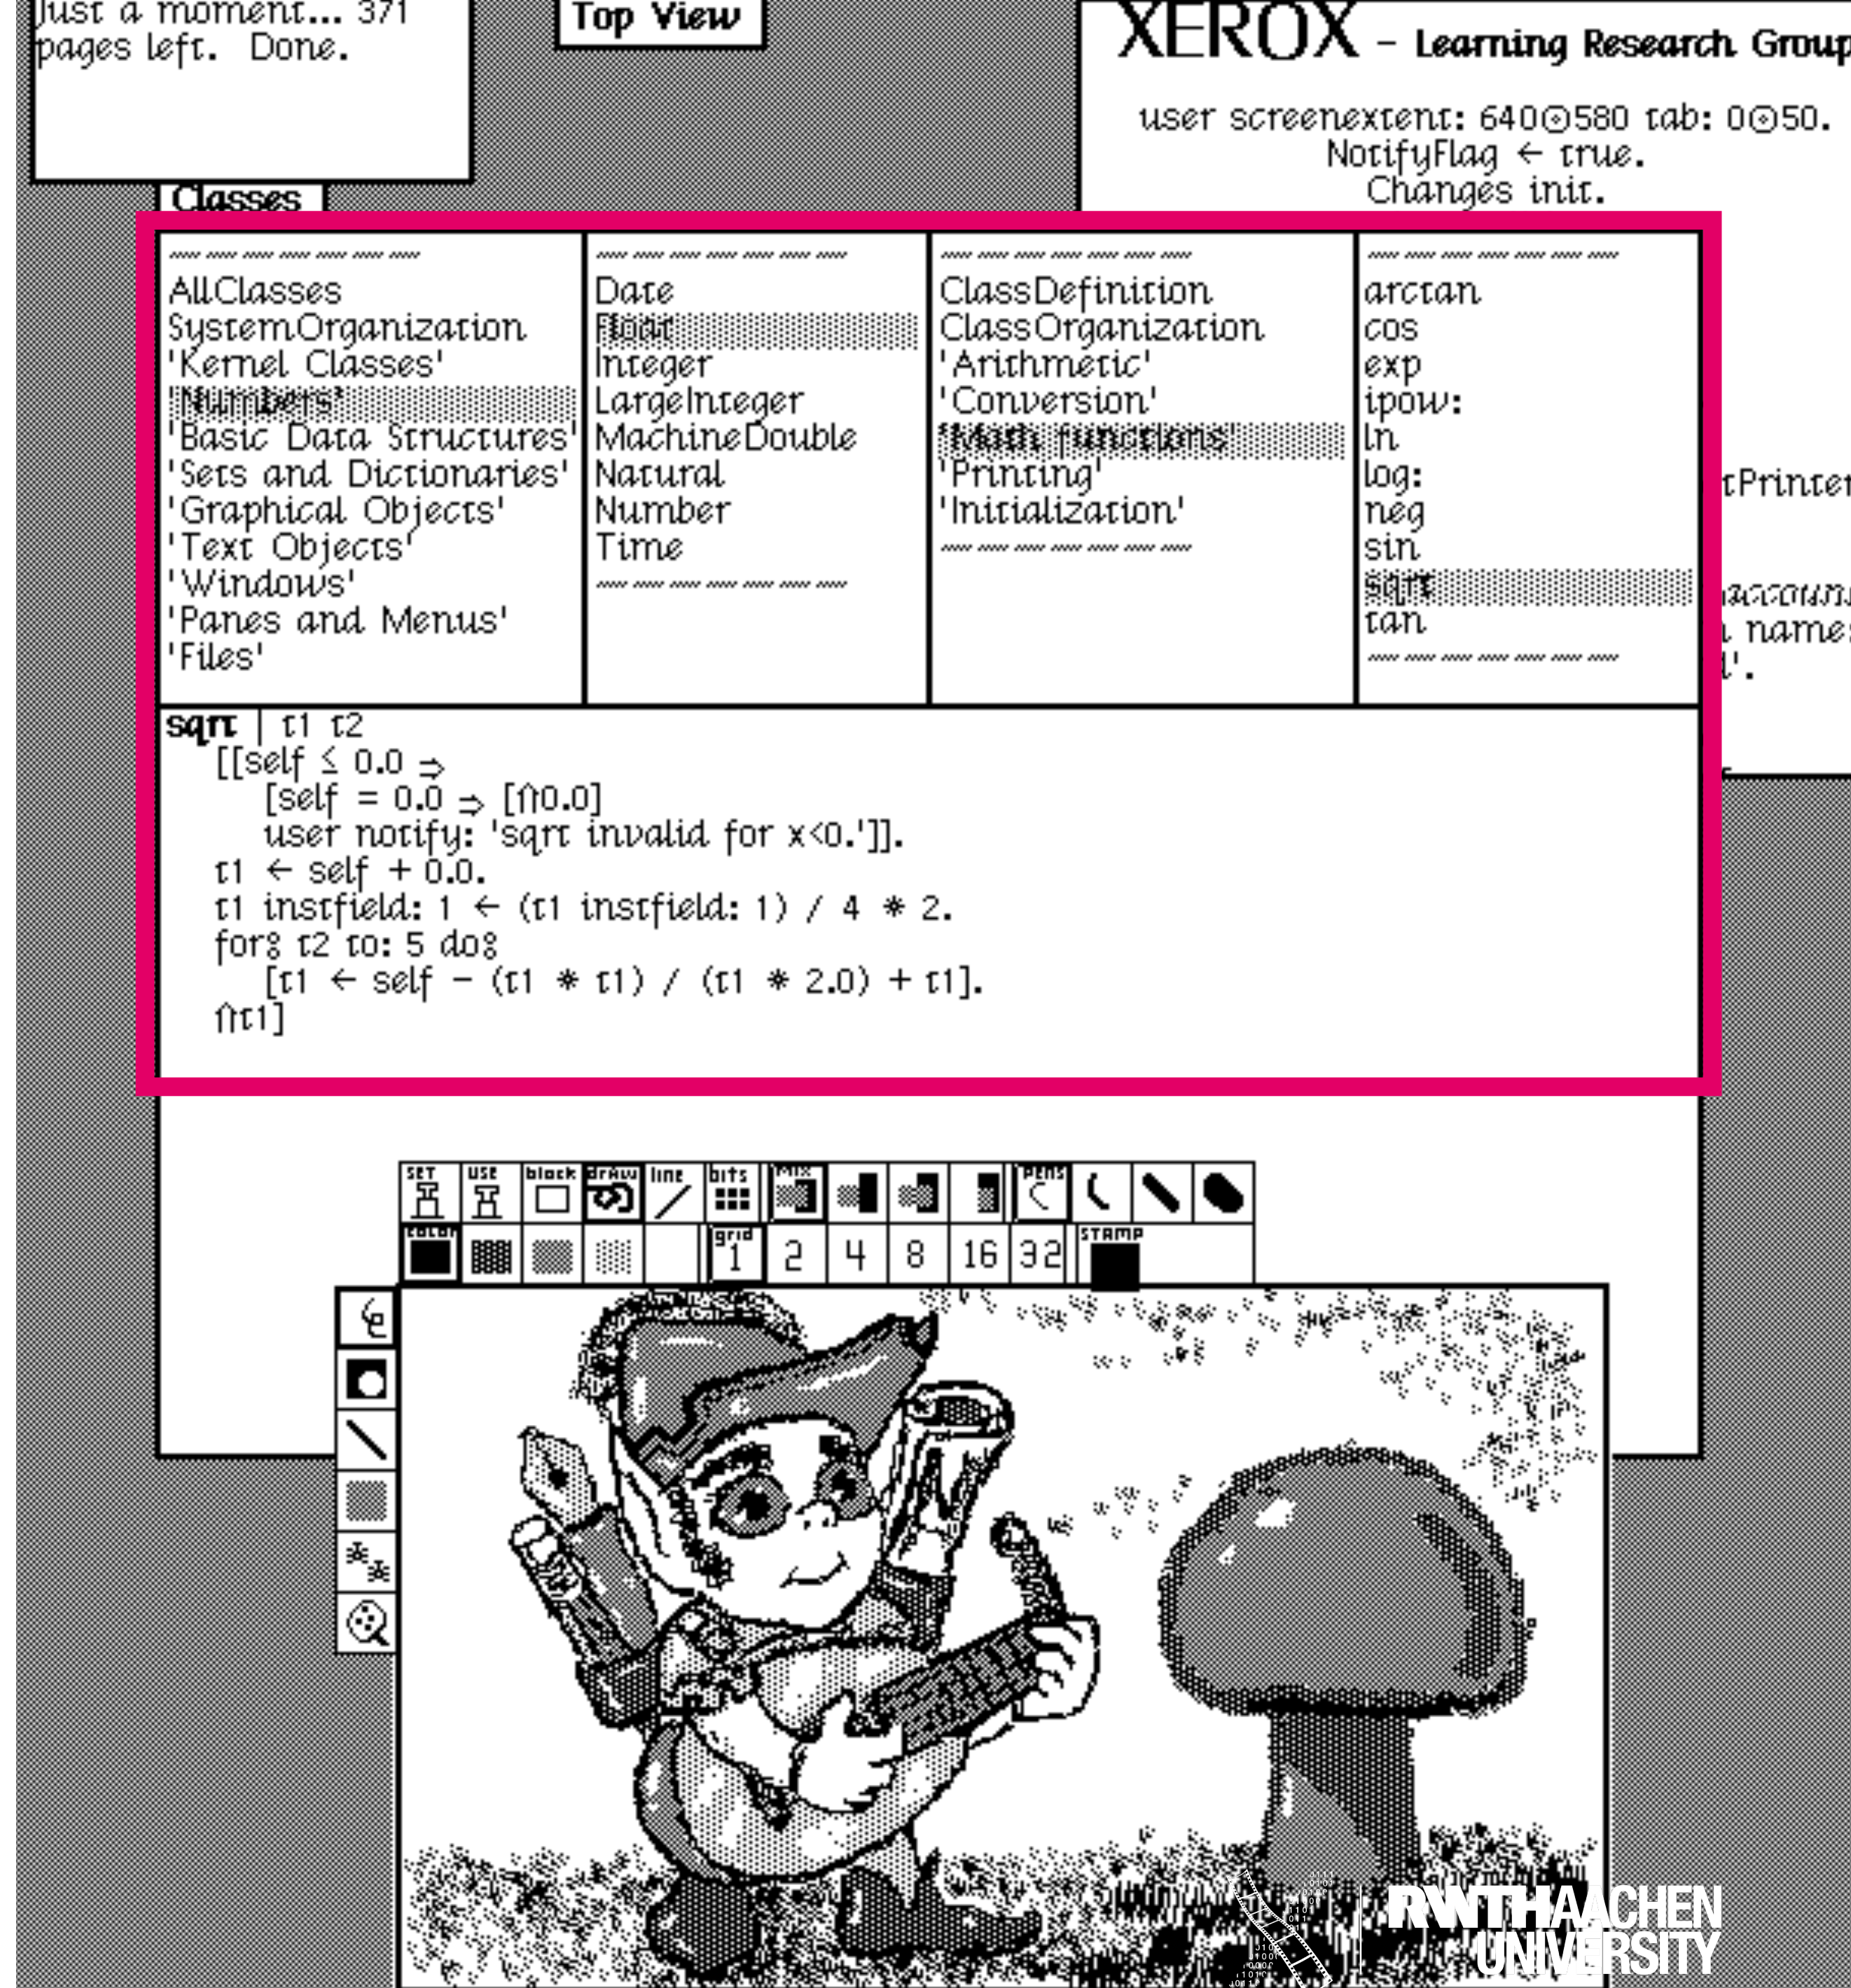 Just a moment... 371
pages left.  Done.
Top View
XEROX – Learning Research Group
user screenextent: 640⊙580 tab: 0⊙50.
NotifyFlag ← true.
Changes init.
Classes
AllClasses
SystemOrganization
'Kernel Classes'
'Numbers'
'Basic Data Structures'
'Sets and Dictionaries'
'Graphical Objects'
'Text Objects'
'Windows'
'Panes and Menus'
'Files'
Date
Float
Integer
LargeInteger
MachineDouble
Natural
Number
Time
ClassDefinition
ClassOrganization
'Arithmetic'
'Conversion'
'Math functions'
'Printing'
'Initialization'
arctan
cos
exp
ipow:
ln
log:
neg
sin
sqrt
tan
tPrinter
name
sqrt | t1 t2
[[self ≤ 0.0 ⇒
[self = 0.0 ⇒ [⇑0.0]
user notify: 'sqrt invalid for x<0.']].
t1 ← self + 0.0.
t1 instfield: 1 ← (t1 instfield: 1) / 4 * 2.
for⦂ t2 to: 5 do⦂
[t1 ← self – (t1 * t1) / (t1 * 2.0) + t1].
⇑t1]
SET USE block draw line bits MIX PENS
COLOR grid STAMP
1 2 4 8 16 32
RWTHAACHEN
UNIVERSITY